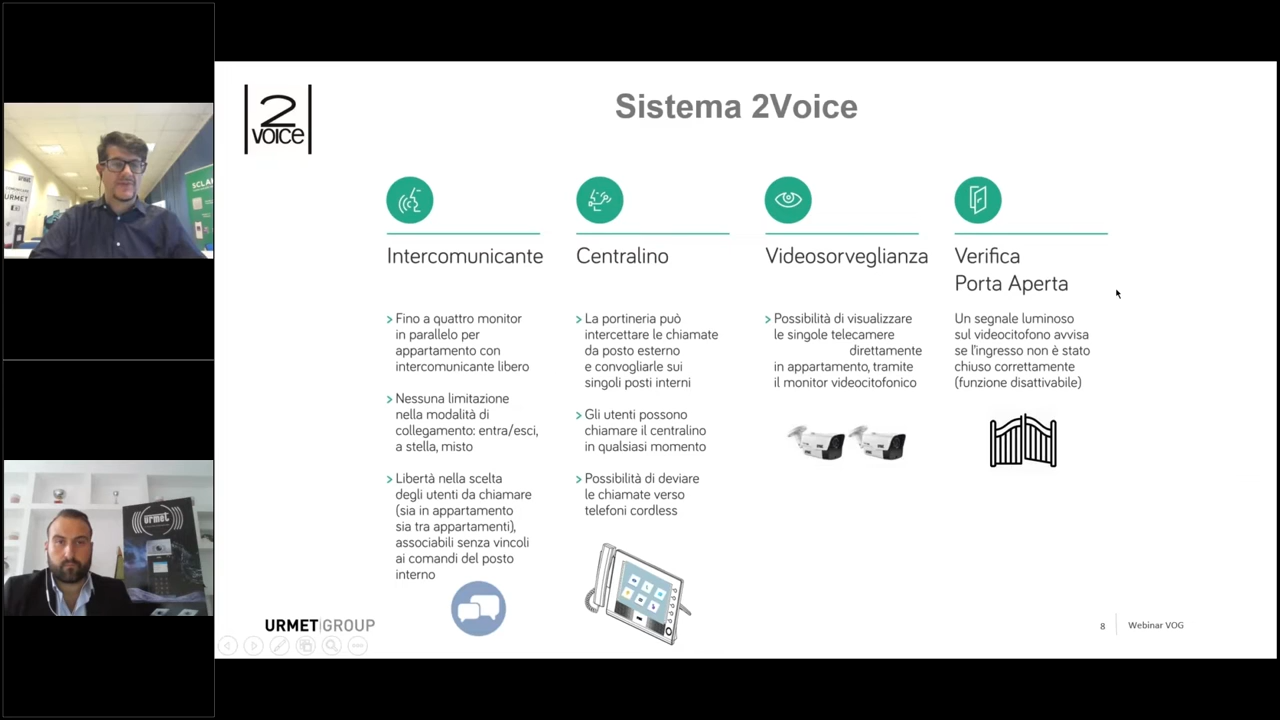 2
VOICE
Sistema 2Voice
Intercomunicante
> Fino a quattro monitor
in parallelo per
appartamento con
intercomunicante libero
> Nessuna limitazione
nella modalità di
collegamento: entra/esci,
a stella, misto
> Libertà nella scelta
degli utenti da chiamare
(sia in appartamento
sia tra appartamenti),
associabili senza vincoli
ai comandi del posto
interno
Centralino
> La portineria può
intercettare le chiamate
da posto esterno
e convogliarle sui
singoli posti interni
> Gli utenti possono
chiamare il centralino
in qualsiasi momento
> Possibilità di deviare
le chiamate verso
telefoni cordless
Videosorveglianza
> Possibilità di visualizzare
le singole telecamere
direttamente
in appartamento, tramite
il monitor videocitofonico
Verifica
Porta Aperta
Un segnale luminoso
sul videocitofono avvisa
se l'ingresso non è stato
chiuso correttamente
(funzione disattivabile)
URMET|GROUP
8
Webinar VOG
urmet
URMET
SCLA
urmet